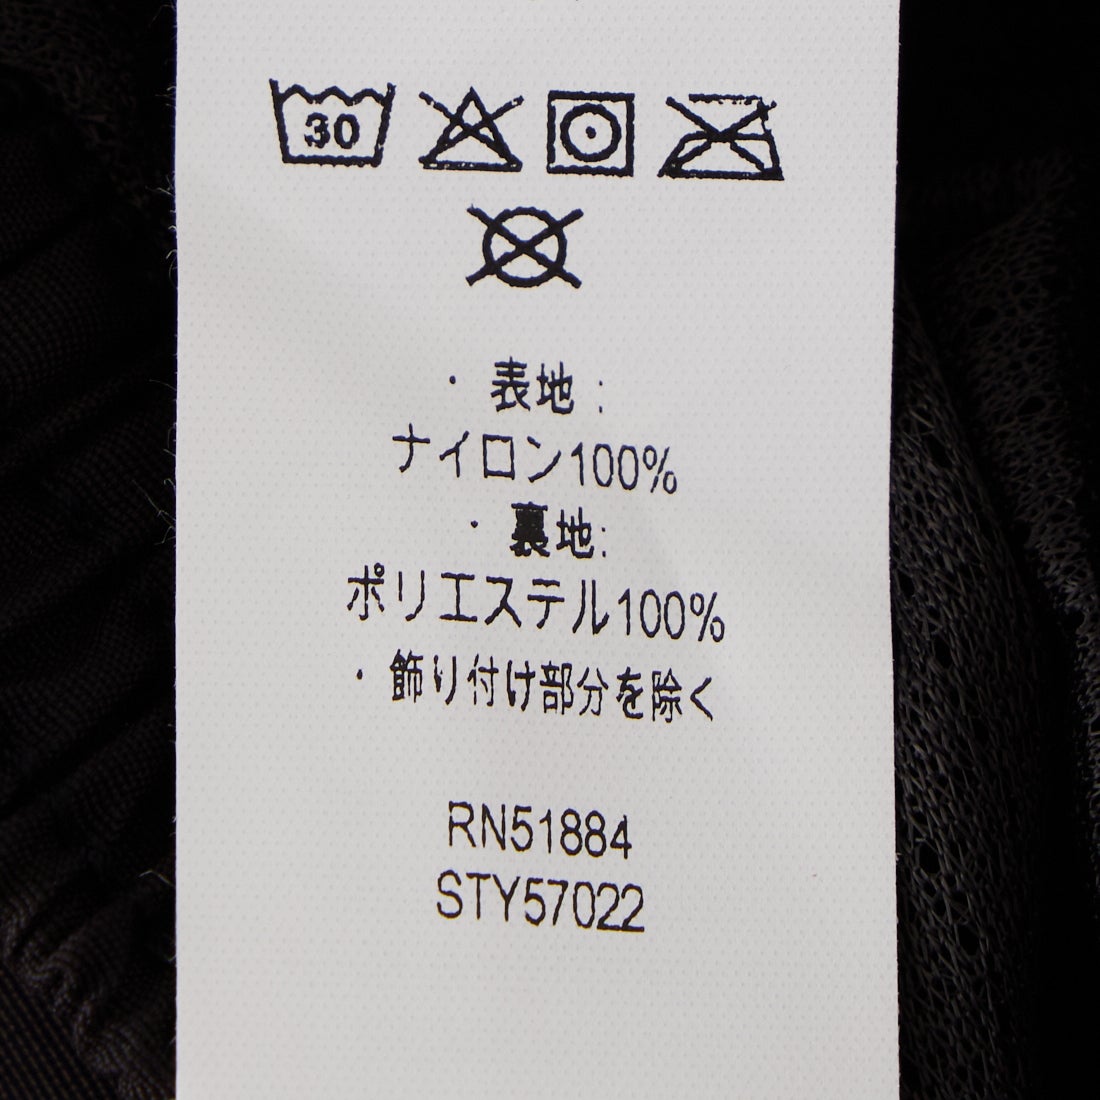 30
・表地:
ナイロン100%
・裏地:
ポリエステル100%
・飾り付け部分を除く
RN51884
STY57022